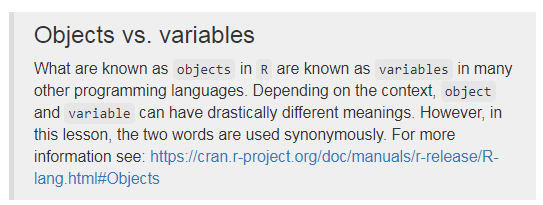 Objects vs. variables
What are known as objects in R are known as variables in many
other programming languages. Depending on the context, object
and variable can have drastically different meanings. However, in
this lesson, the two words are used synonymously. For more
information see: https://cran.r-project.org/doc/manuals/r-release/R-
lang.html#Objects